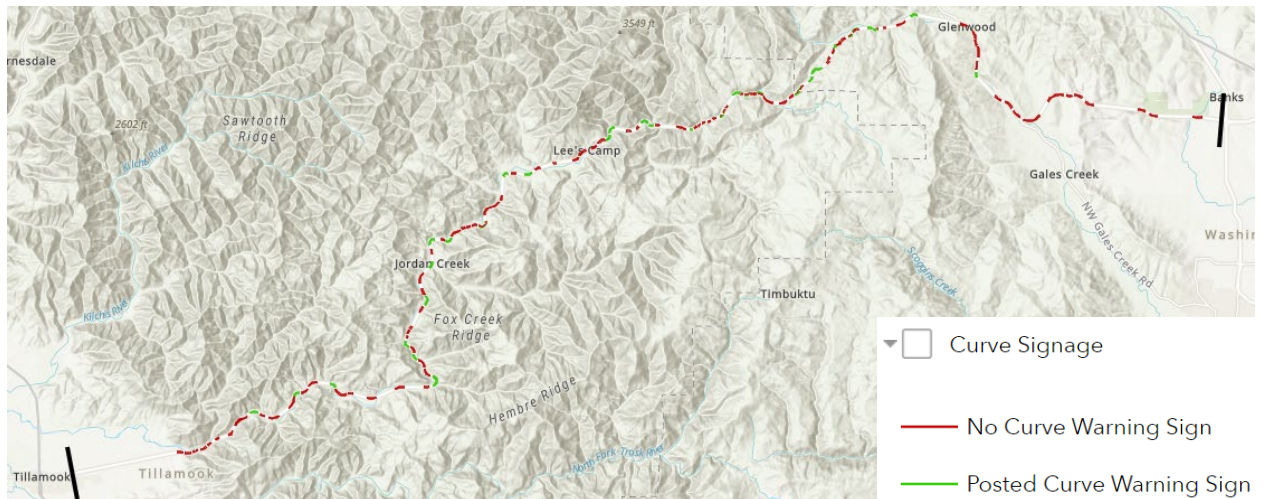 3549 ft
Glenwood
rnesdale
Banks
Sawtooth
Ridge
2602 ft
Kilchis River
Lee's Camp
Gales Creek
NW Gales Creek Rd
Washin
Jordan Creek
Scoggins Creek
Timbuktu
Kilchis River
Fox Creek
Ridge
Hembre Ridge
North Fork Trask River
Tillamook
Tillamook
Curve Signage
No Curve Warning Sign
Posted Curve Warning Sign